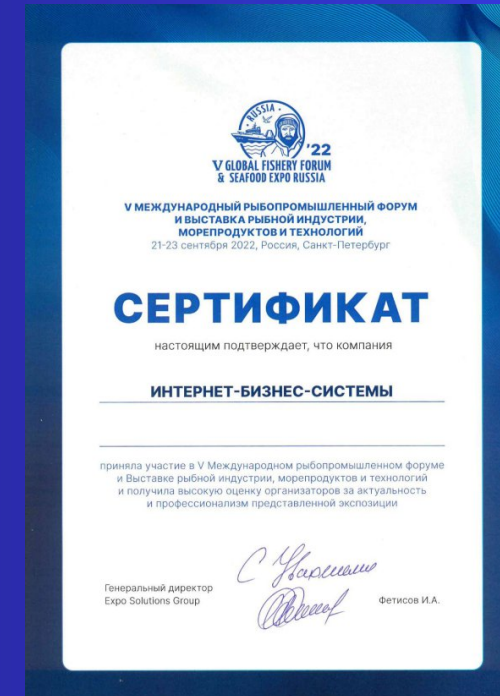 RUSSIA
'22
V GLOBAL FISHERY FORUM
& SEAFOOD EXPO RUSSIA
V МЕЖДУНАРОДНЫЙ РЫБОПРОМЫШЛЕННЫЙ ФОРУМ
И ВЫСТАВКА РЫБНОЙ ИНДУСТРИИ,
МОРЕПРОДУКТОВ И ТЕХНОЛОГИЙ
21-23 сентября 2022, Россия, Санкт-Петербург
СЕРТИФИКАТ
настоящим подтверждает, что компания
ИНТЕРНЕТ-БИЗНЕС-СИСТЕМЫ
приняла участие в V Международном рыбопромышленном форуме
и Выставке рыбной индустрии, морепродуктов и технологий
и получила высокую оценку организаторов за актуальность
и профессионализм представленной экспозиции
С Уважением
Генеральный директор
Expo Solutions Group
Фетисов И.А.